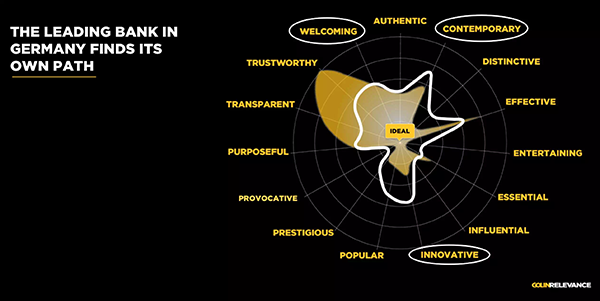 THE LEADING BANK IN
GERMANY FINDS ITS
OWN PATH
AUTHENTIC
WELCOMING
CONTEMPORARY
TRUSTWORTHY
DISTINCTIVE
TRANSPARENT
EFFECTIVE
IDEAL
PURPOSEFUL
ENTERTAINING
PROVOCATIVE
ESSENTIAL
PRESTIGIOUS
INFLUENTIAL
POPULAR
INNOVATIVE
GOLINRELEVANCE